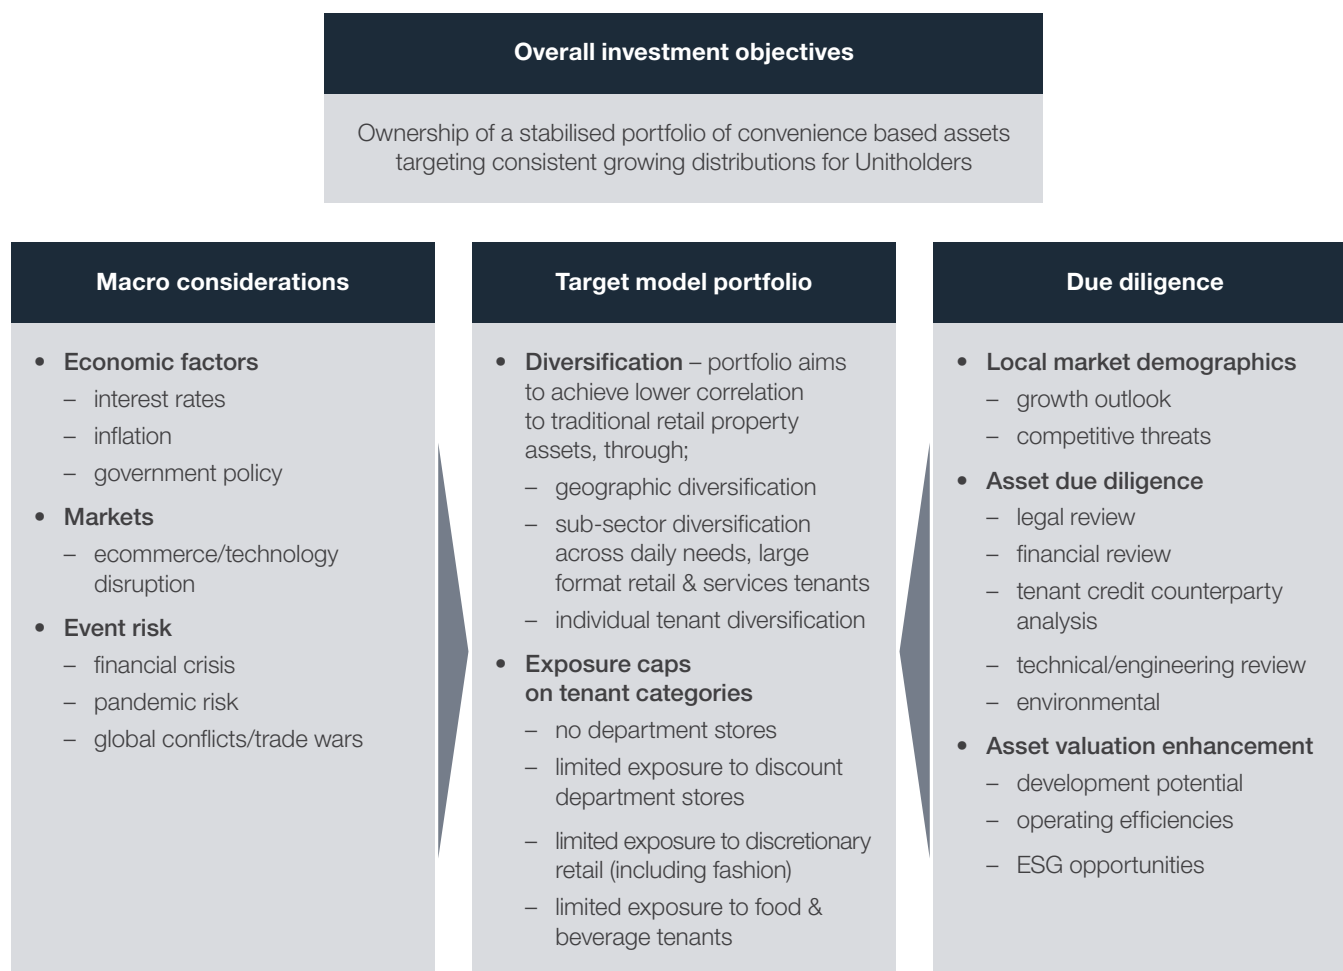 Overall investment objectives
Ownership of a stabilised portfolio of convenience based assets
targeting consistent growing distributions for Unitholders
Macro considerations
• Economic factors
– interest rates
– inflation
– government policy
• Markets
– ecommerce/technology
disruption
• Event risk
– financial crisis
– pandemic risk
– global conflicts/trade wars
Target model portfolio
• Diversification – portfolio aims
to achieve lower correlation
to traditional retail property
assets, through;
– geographic diversification
– sub-sector diversification
across daily needs, large
format retail & services tenants
– individual tenant diversification
• Exposure caps
on tenant categories
– no department stores
– limited exposure to discount
department stores
– limited exposure to discretionary
retail (including fashion)
– limited exposure to food &
beverage tenants
Due diligence
• Local market demographics
– growth outlook
– competitive threats
• Asset due diligence
– legal review
– financial review
– tenant credit counterparty
analysis
– technical/engineering review
– environmental
• Asset valuation enhancement
– development potential
– operating efficiencies
– ESG opportunities